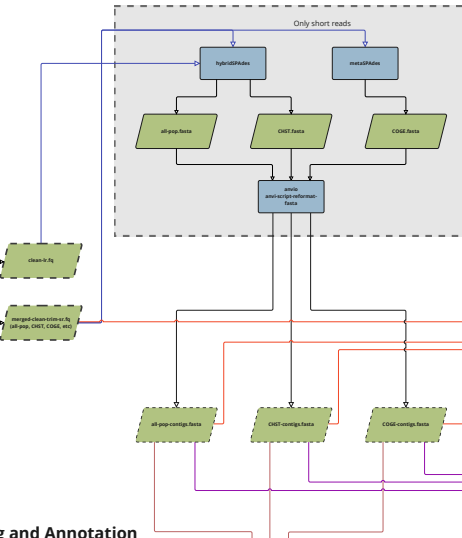 Only short reads
hybridSPAdes
metaSPAdes
all-pop.fasta
CHST.fasta
COGE.fasta
anvio
anvi-script-reformat-
fasta
clean-lr.fq
merged-clean-trim-sr.fq
(all-pop, CHST, COGE, etc)
all-pop-contigs.fasta
CHST-contigs.fasta
COGE-contigs.fasta
g and Annotation